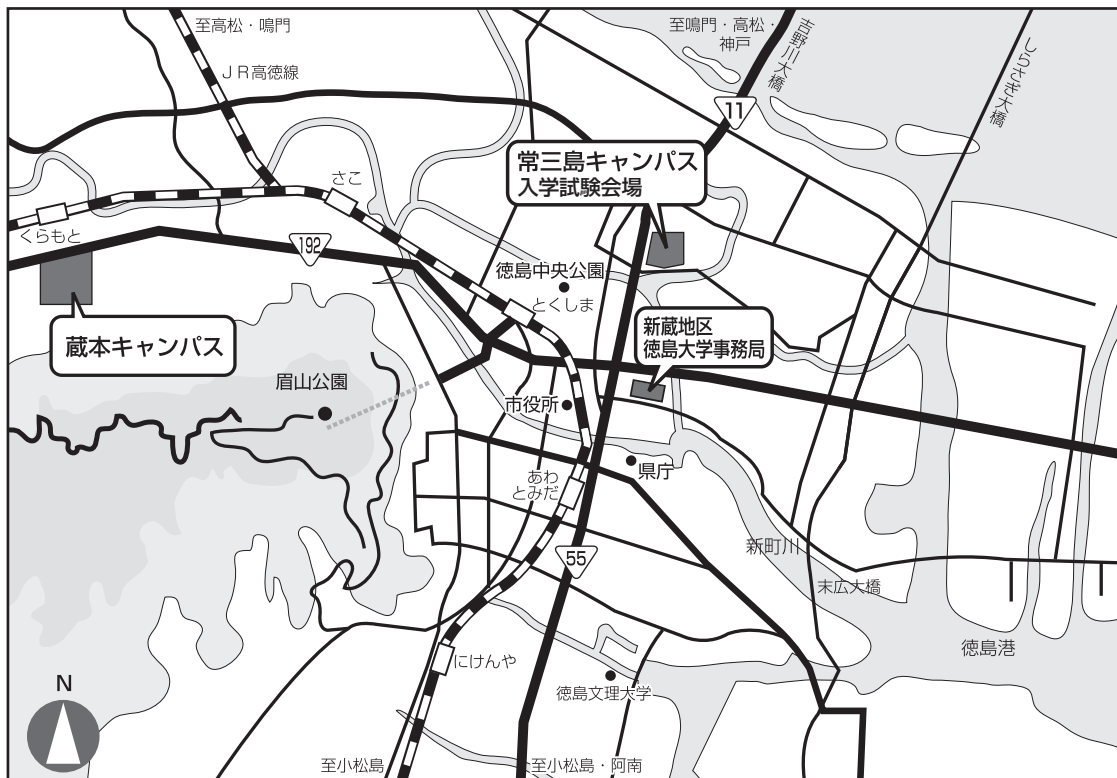 至高松・鳴門
至鳴門・高松・
神戸
吉野川大橋
しらさぎ大橋
ＪＲ高徳線
11
常三島キャンパス
入学試験会場
さこ
くらもと
192
徳島中央公園
とくしま
新蔵地区
徳島大学事務局
蔵本キャンパス
眉山公園
市役所
県庁
あわ
とみだ
新町川
55
末広大橋
徳島港
にけんや
徳島文理大学
N
至小松島
至小松島・阿南